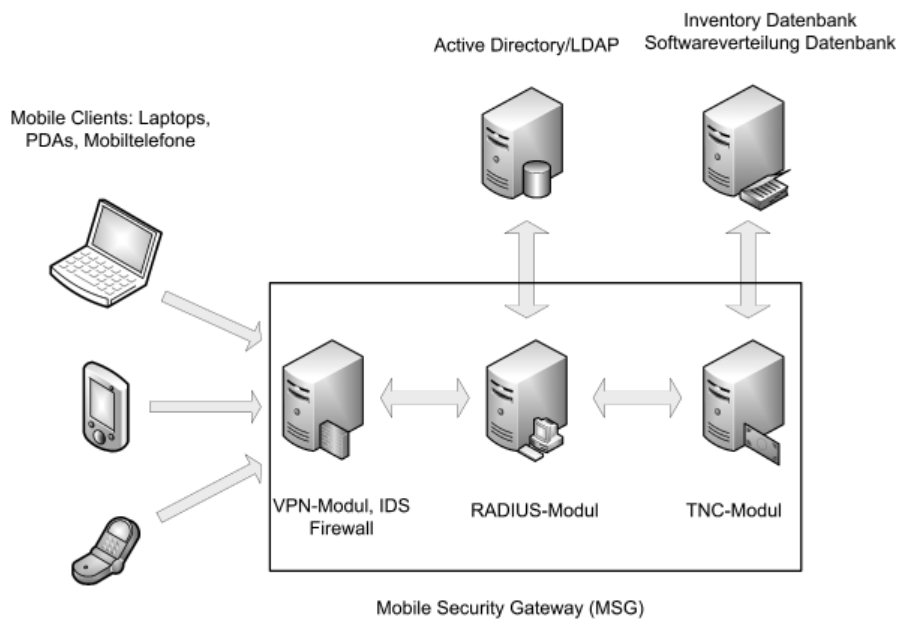 Inventory Datenbank
Softwareverteilung Datenbank
Active Directory/LDAP
Mobile Clients: Laptops,
PDAs, Mobiltelefone
VPN-Modul, IDS
Firewall
RADIUS-Modul
TNC-Modul
Mobile Security Gateway (MSG)